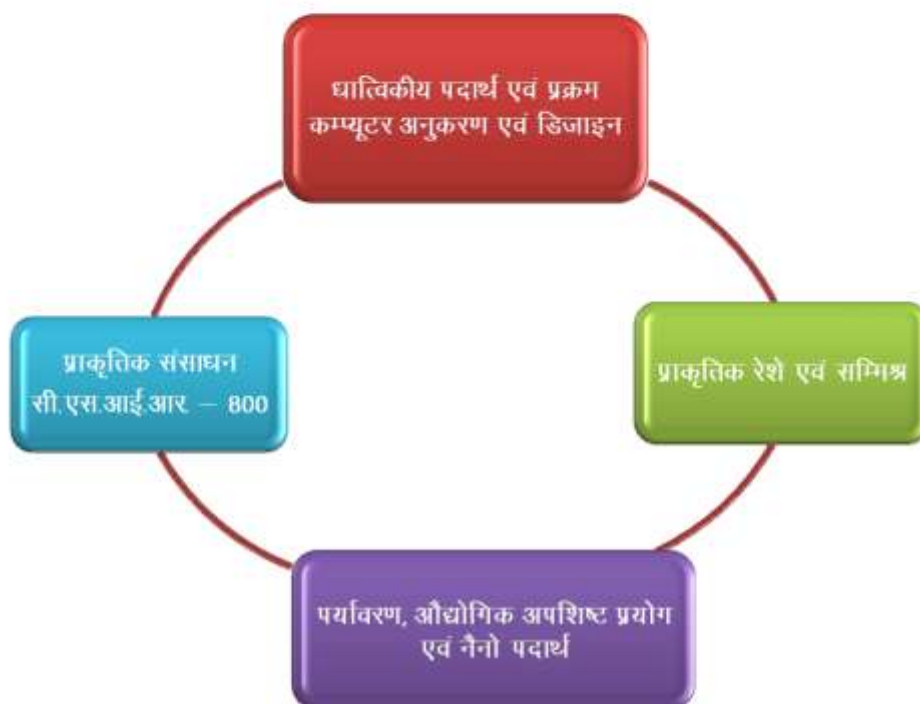 धात्विकीय पदार्थ एवं प्रक्रम
कम्प्यूटर अनुकरण एवं डिजाइन
प्राकृतिक संसाधन
सी.एस.आई.आर. – 800
प्राकृतिक रेशे एवं सम्मिश्र
पर्यावरण, औद्योगिक अपशिष्ट प्रयोग
एवं नैनो पदार्थ